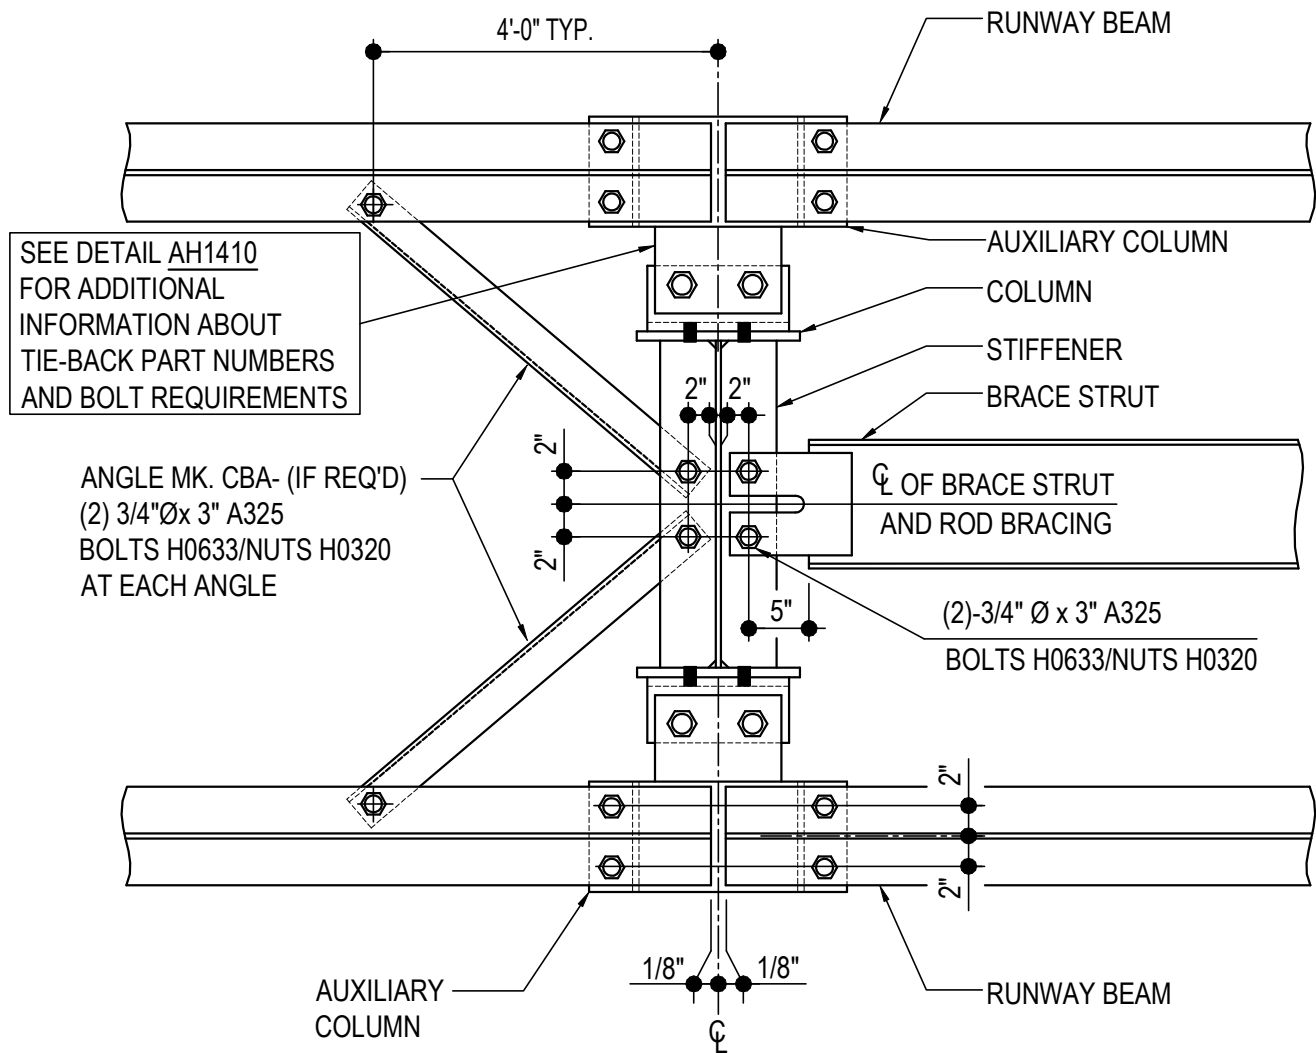 4'-0" TYP.
RUNWAY BEAM
AUXILIARY COLUMN
SEE DETAIL AH1410
FOR ADDITIONAL
INFORMATION ABOUT
TIE-BACK PART NUMBERS
AND BOLT REQUIREMENTS
COLUMN
STIFFENER
BRACE STRUT
2" 2"
2"
2"
ANGLE MK. CBA- (IF REQ'D)
(2) 3/4"Øx 3" A325
BOLTS H0633/NUTS H0320
AT EACH ANGLE
℄ OF BRACE STRUT
AND ROD BRACING
5"
(2)-3/4" Ø x 3" A325
BOLTS H0633/NUTS H0320
2"
2"
1/8" 1/8"
℄
AUXILIARY
COLUMN
RUNWAY BEAM